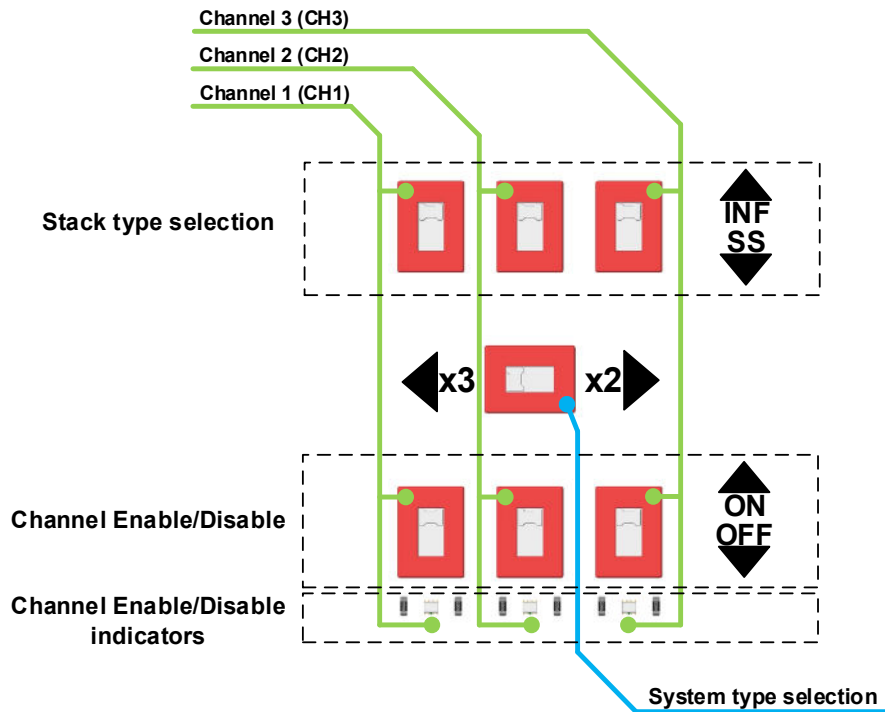 Channel 3 (CH3)
Channel 2 (CH2)
Channel 1 (CH1)
Stack type selection
INF
SS
x3
x2
Channel Enable/Disable
ON
OFF
Channel Enable/Disable
indicators
System type selection